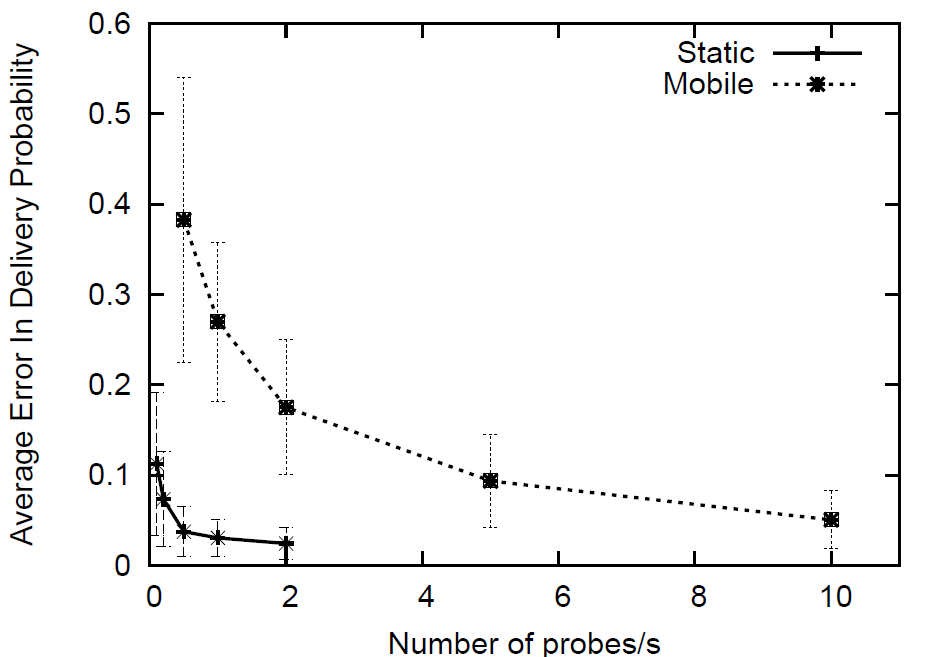 Average Error In Delivery Probability
0.6
0.5
0.4
0.3
0.2
0.1
0
Static
Mobile
0 2 4 6 8 10
Number of probes/s